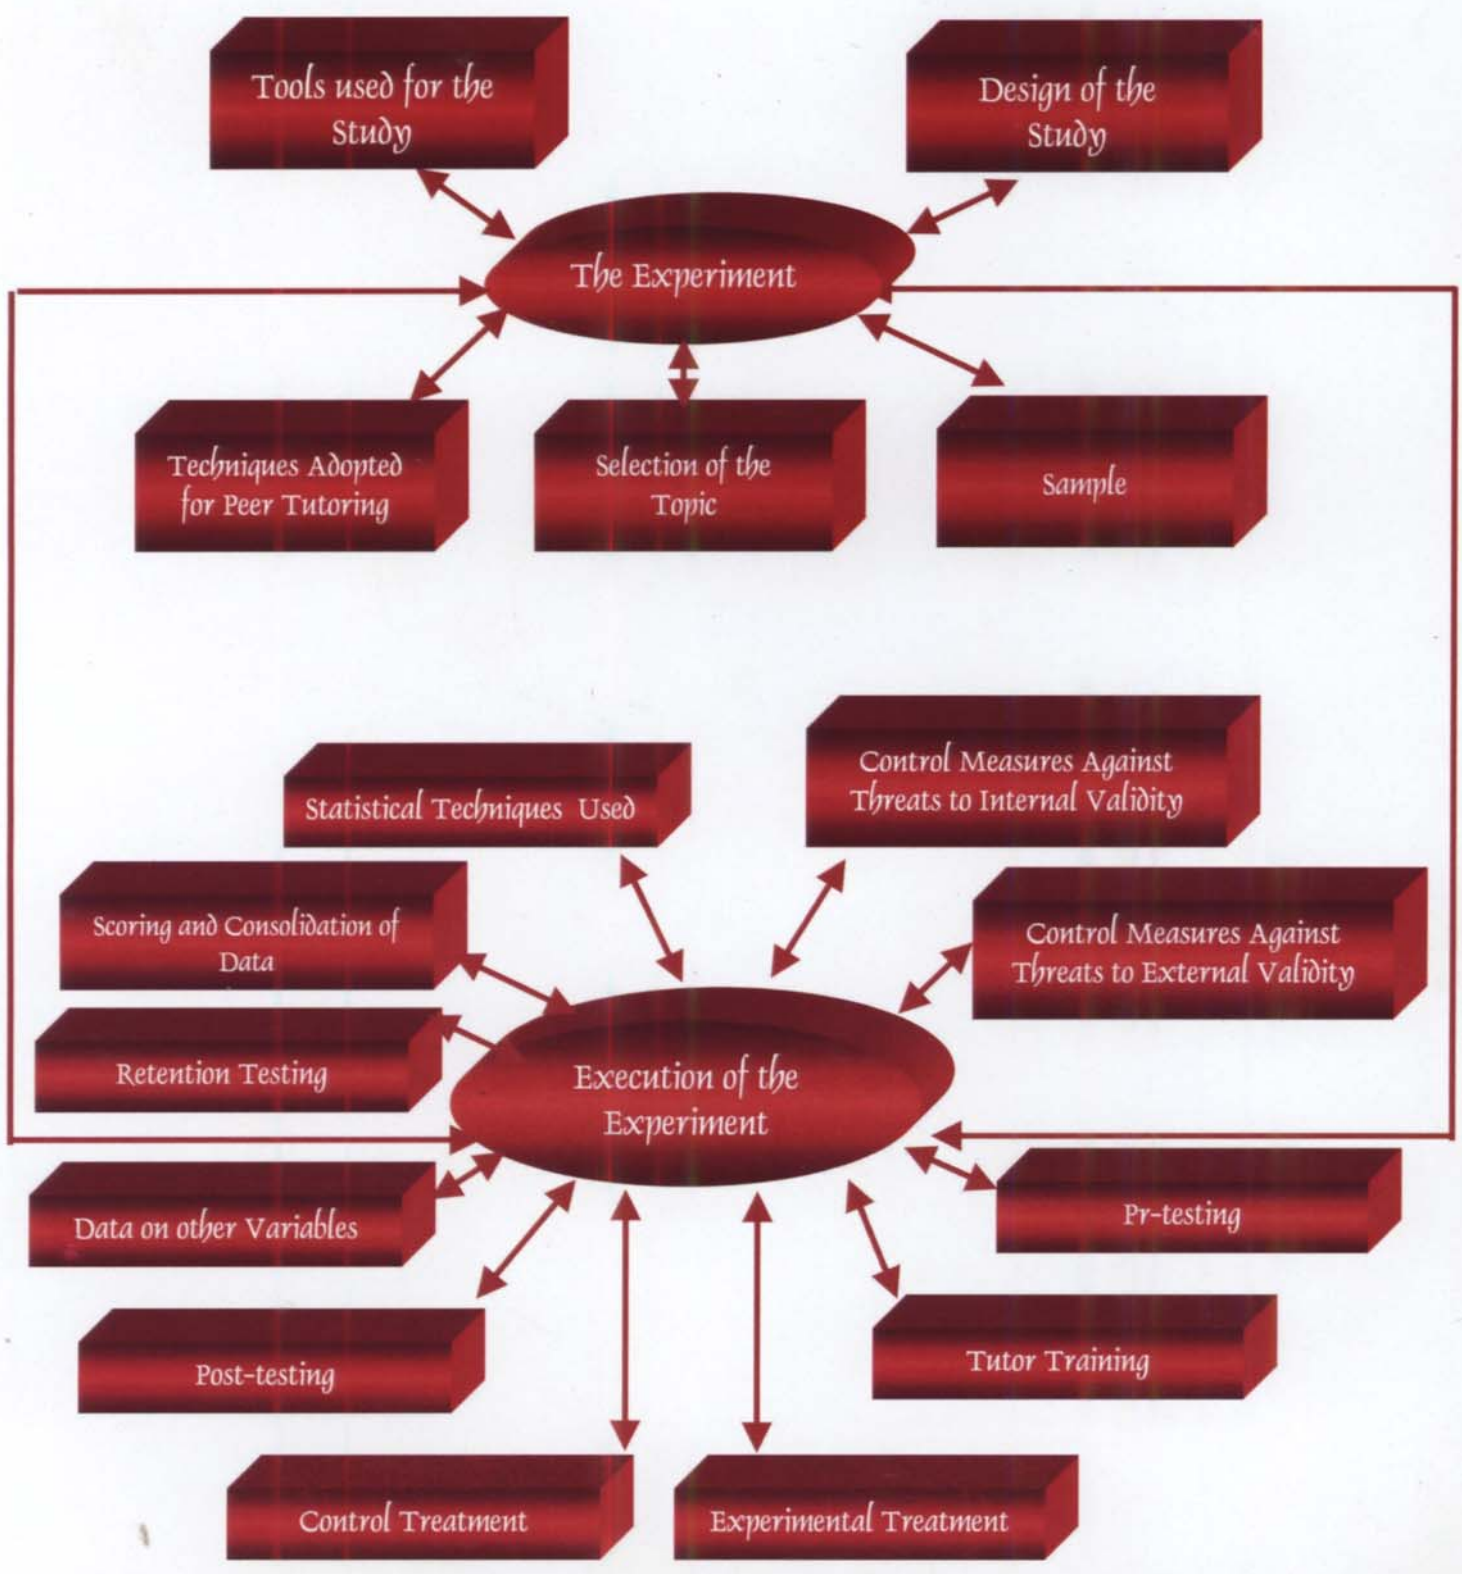 Tools used for the
Study
Design of the
Study
The Experiment
Techniques Adopted
for Peer Tutoring
Selection of the
Topic
Sample
Statistical Techniques Used
Control Measures Against
Threats to Internal Validity
Scoring and Consolidation of
Data
Control Measures Against
Threats to External Validity
Retention Testing
Execution of the
Experiment
Data on other Variables
Pr-testing
Post-testing
Tutor Training
Control Treatment
Experimental Treatment